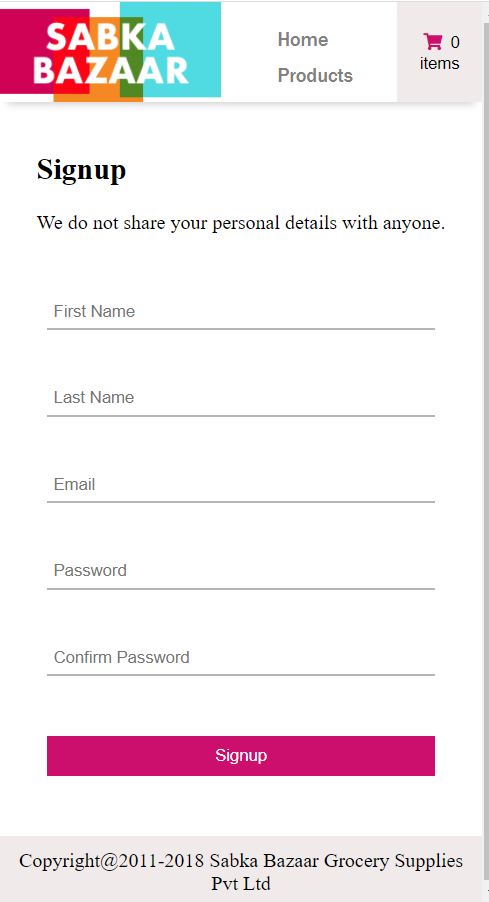 SABKA
BAZAAR
Home
Products
0
items
Signup
We do not share your personal details with anyone.
First Name
Last Name
Email
Password
Confirm Password
Signup
Copyright@2011-2018 Sabka Bazaar Grocery Supplies
Pvt Ltd